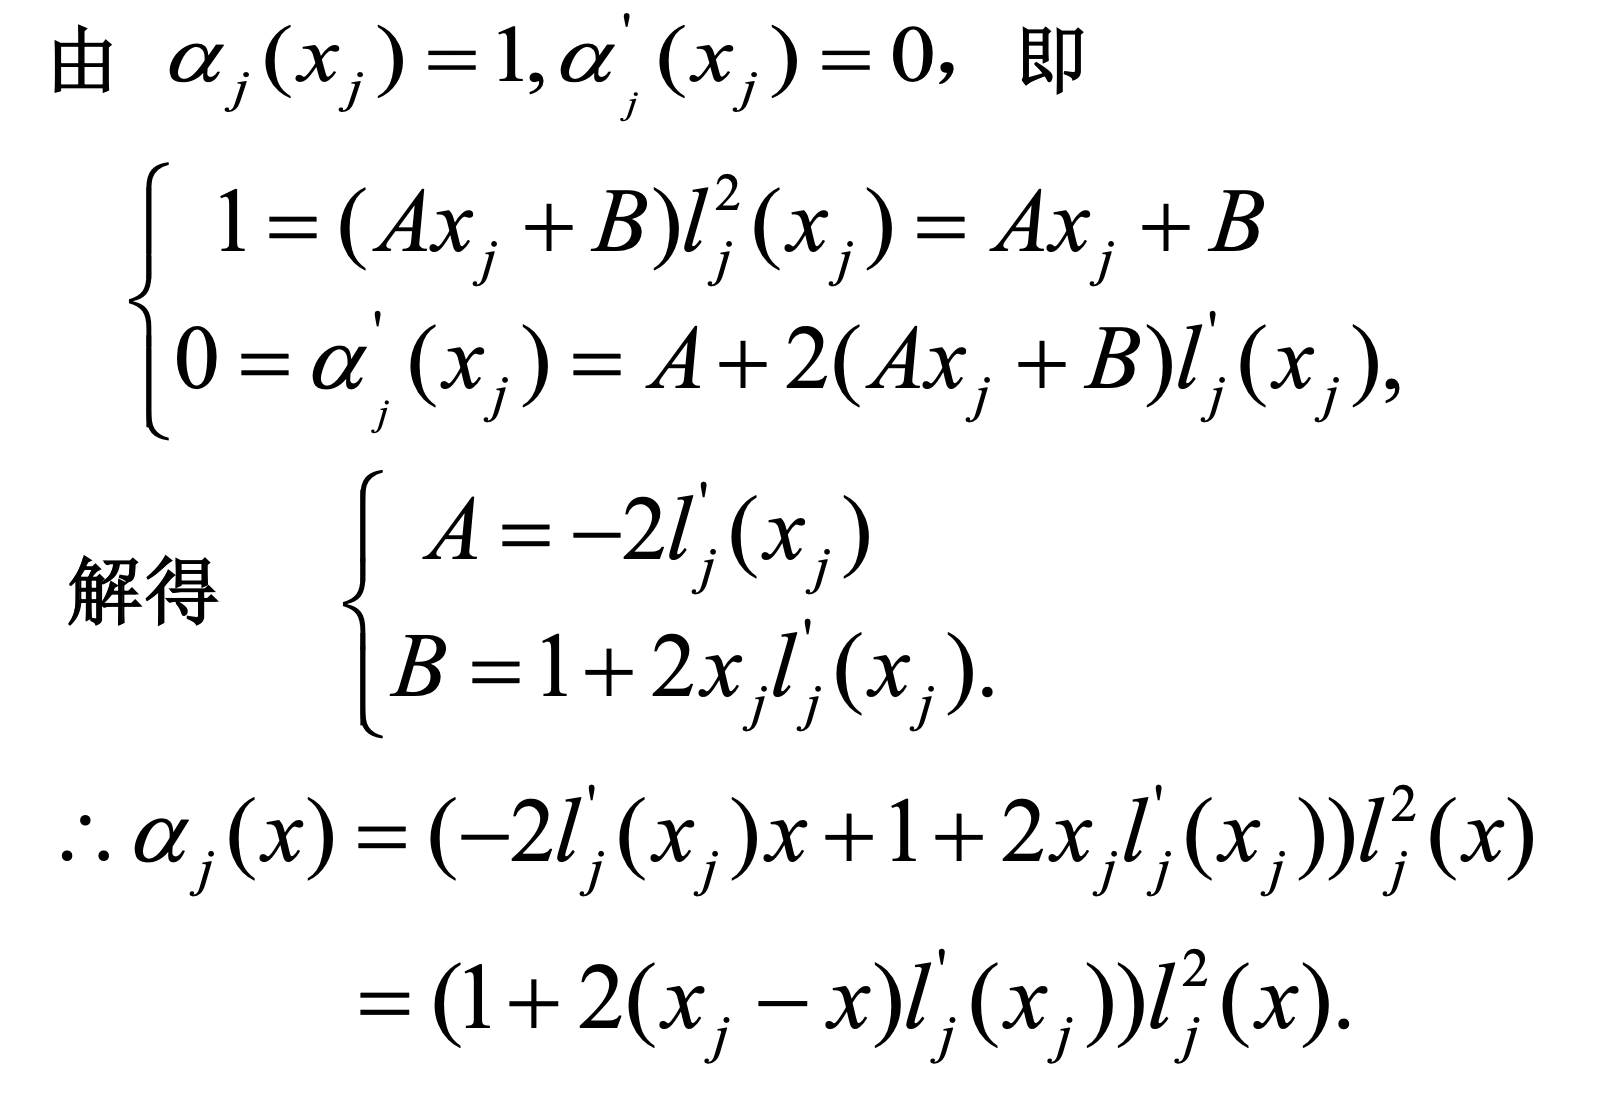 由 α_j(x_j) = 1, α'_j(x_j) = 0， 即
1 = (Ax_j + B)l_j^2(x_j) = Ax_j + B
0 = α'_j(x_j) = A + 2(Ax_j + B)l'_j(x_j),
解得 { A = −2l'_j(x_j)
B = 1 + 2x_j l'_j(x_j).
∴ α_j(x) = (−2l'_j(x_j)x + 1 + 2x_j l'_j(x_j))l_j^2(x)
= (1 + 2(x_j − x)l'_j(x_j))l_j^2(x).